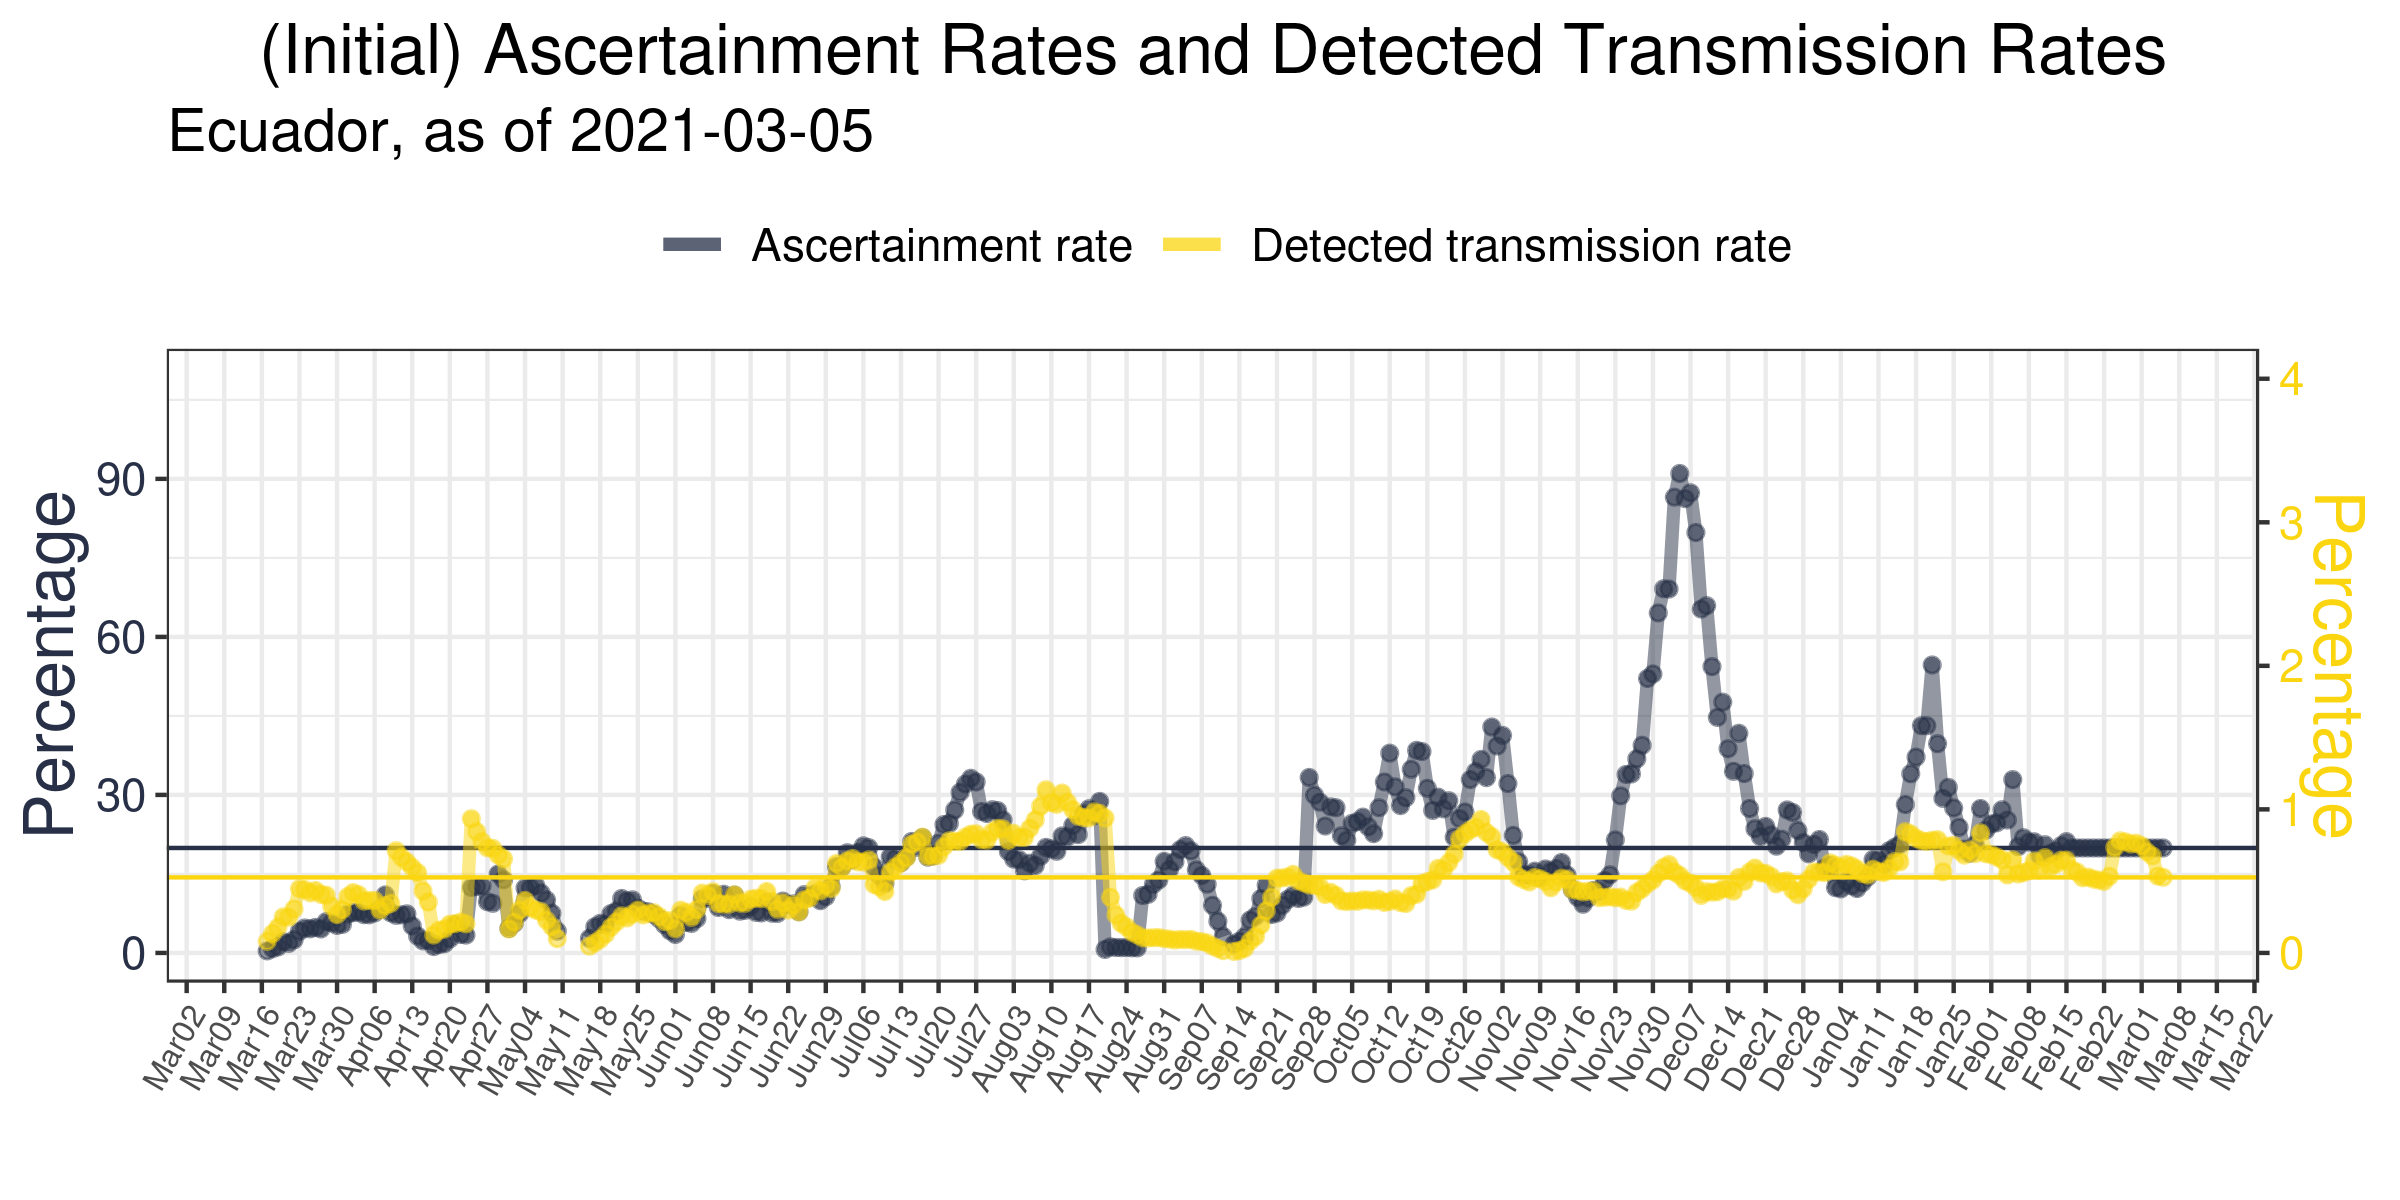 (Initial) Ascertainment Rates and Detected Transmission Rates
Ecuador, as of 2021-03-05
Ascertainment rate Detected transmission rate
Percentage
90
60
30
0
4
3
2
1
0
Percentage
Mar02
Mar09
Mar16
Mar23
Mar30
Apr06
Apr13
Apr20
Apr27
May04
May11
May18
May25
Jun01
Jun08
Jun15
Jun22
Jun29
Jul06
Jul13
Jul20
Jul27
Aug03
Aug10
Aug17
Aug24
Aug31
Sep07
Sep14
Sep21
Sep28
Oct05
Oct12
Oct19
Oct26
Nov02
Nov09
Nov16
Nov23
Nov30
Dec07
Dec14
Dec21
Dec28
Jan04
Jan11
Jan18
Jan25
Feb01
Feb08
Feb15
Feb22
Mar01
Mar08
Mar15
Mar22